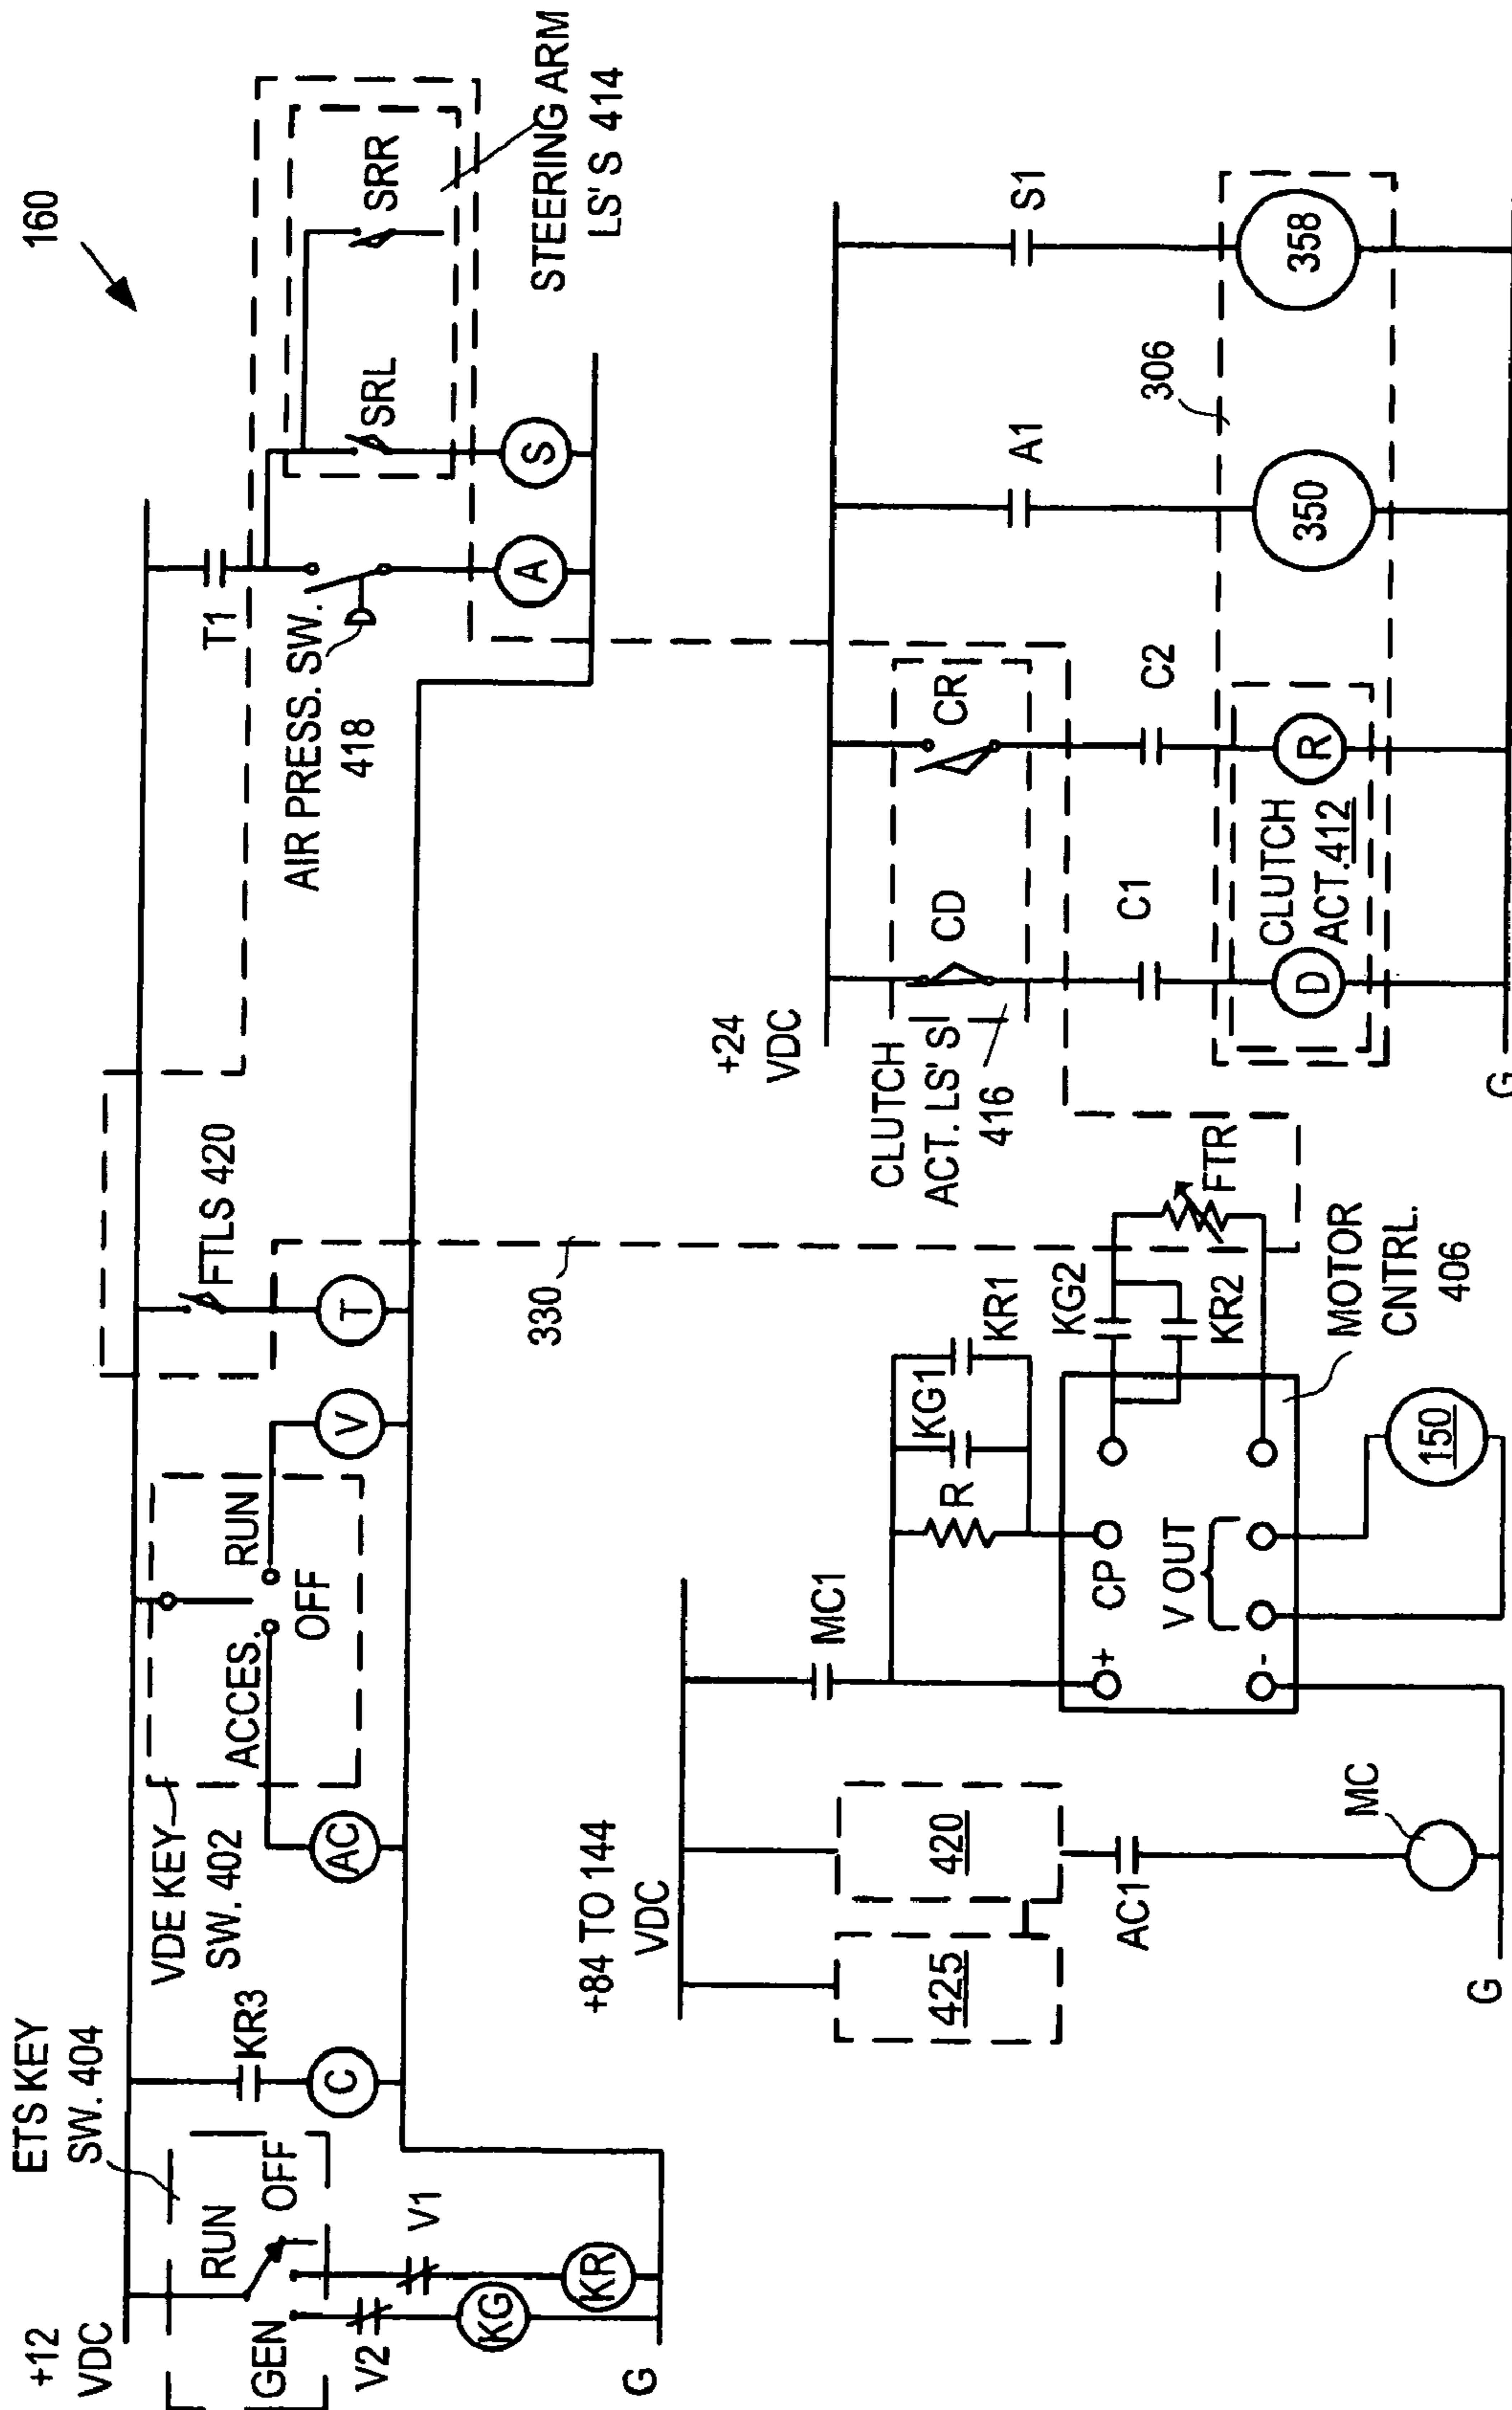 160
+12
VDC
ETS KEY
SW. 404
RUN
OFF
GEN
V2
V1
KG
KR
G
KR3
C
VDE KEY
SW. 402
ACCES.
RUN
OFF
AC
V
FTLS 420
T
T1
AIR PRESS. SW.
418
A
SRL
SRR
S
STEERING ARM
LS'S 414
330
+84 TO 144
VDC
425
420
AC1
MC
G
MC1
R
KG1
KR1
KG2
KR2
FTR
+
CP
-
V OUT
150
MOTOR
CNTRL.
406
+24
VDC
CLUTCH
ACT. LS'S
416
CD
CR
C1
C2
A1
S1
306
D
CLUTCH
ACT.412
R
350
358
G